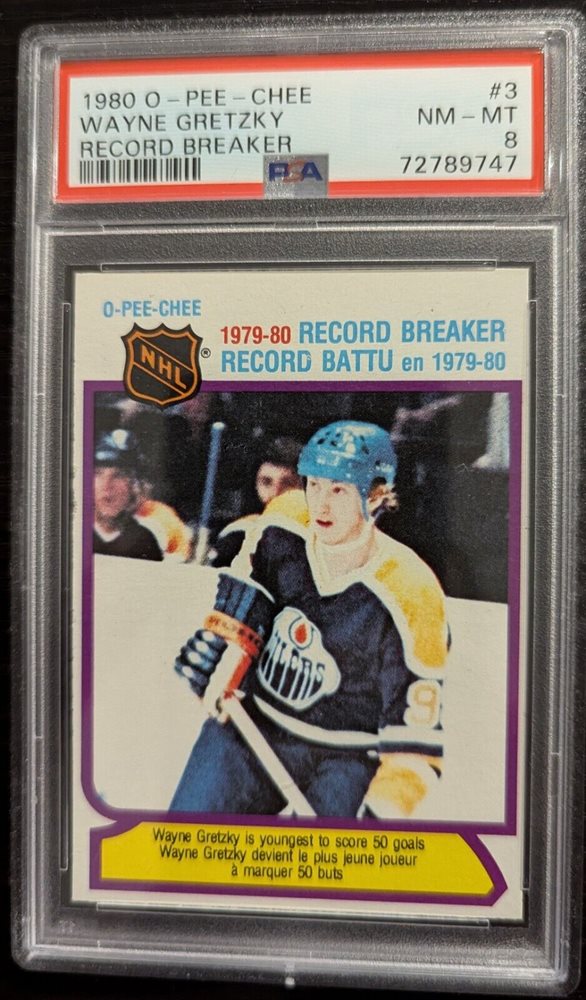 1980 O-PEE-CHEE #3
WAYNE GRETZKY NM-MT
RECORD BREAKER 8
PSA 72789747
O-PEE-CHEE
NHL®
1979-80 RECORD BREAKER
RECORD BATTU en 1979-80
OILERS
9
Wayne Gretzky is youngest to score 50 goals
Wayne Gretzky devient le plus jeune joueur
à marquer 50 buts